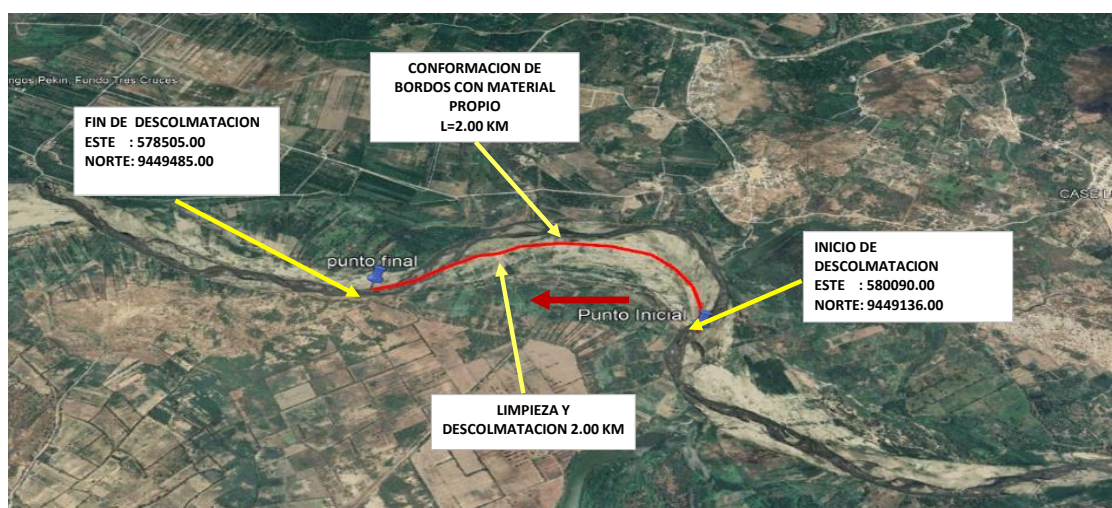 Fundo Tres Cruces
CONFORMACION DE
BORDOS CON MATERIAL
PROPIO
L=2.00 KM
FIN DE DESCOLMATACION
ESTE : 578505.00
NORTE: 9449485.00
INICIO DE
DESCOLMATACION
ESTE : 580090.00
NORTE: 9449136.00
punto final
Punto Inicial
LIMPIEZA Y
DESCOLMATACION 2.00 KM